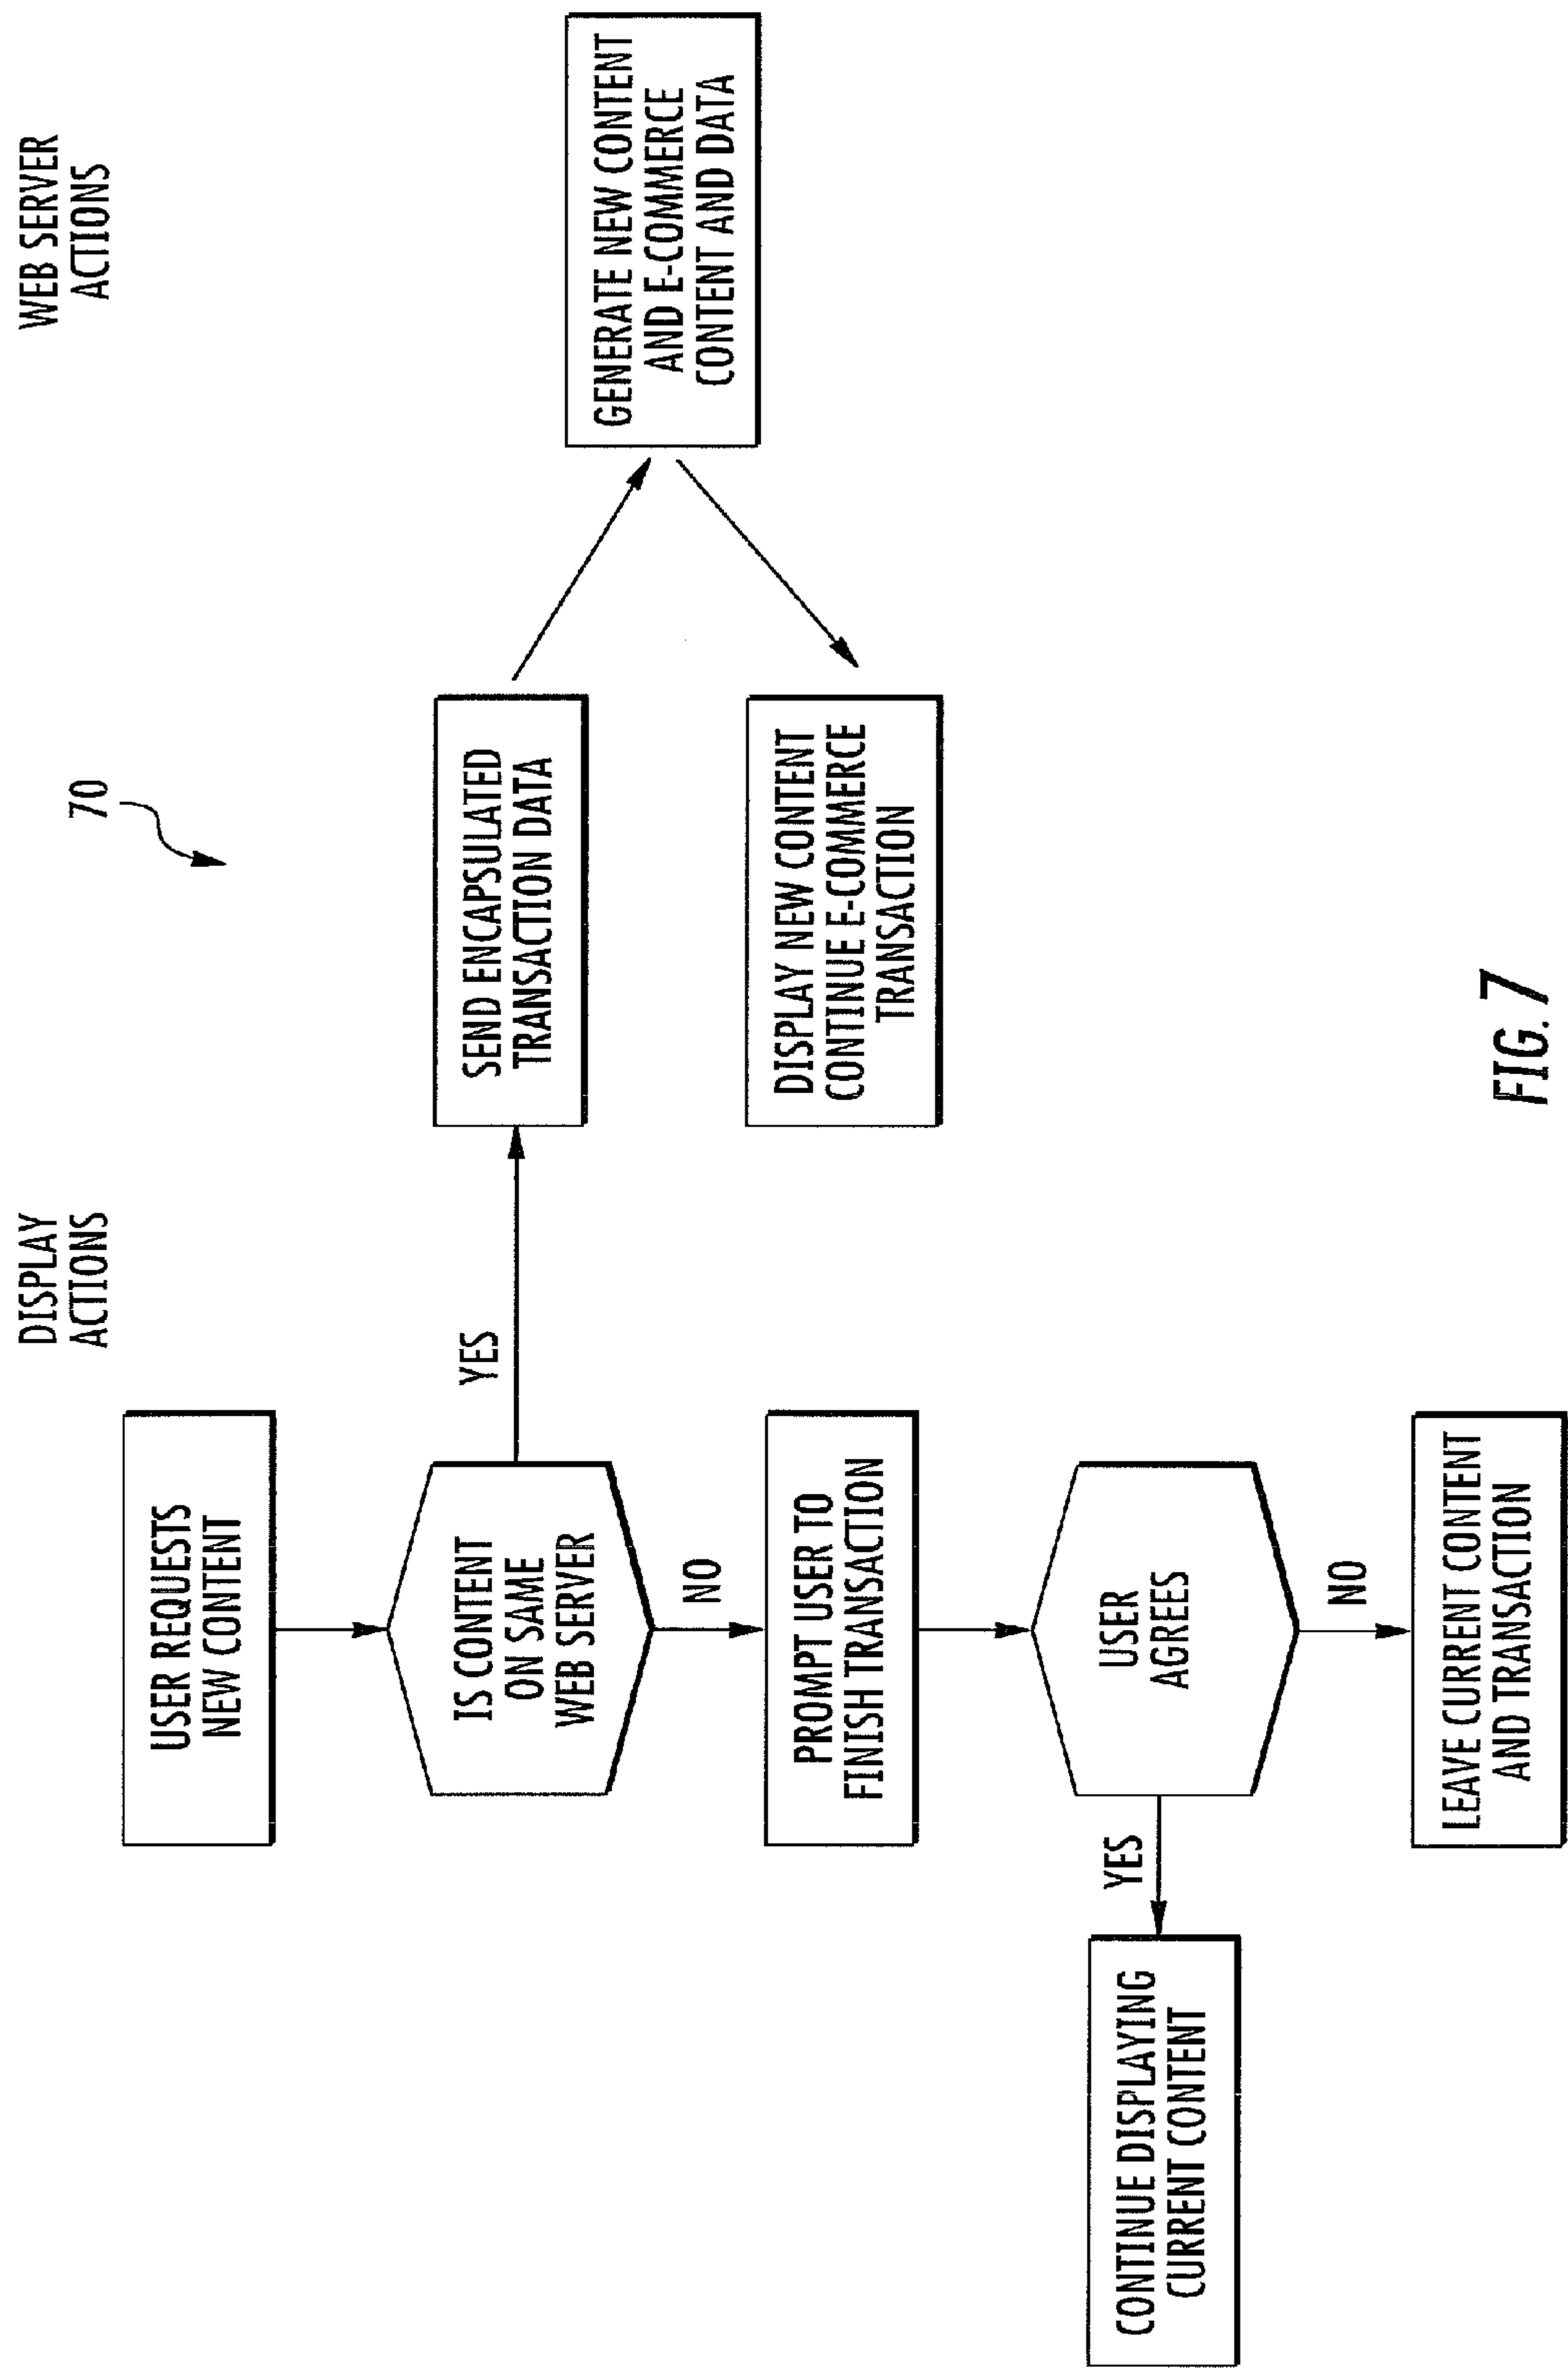 DISPLAY
ACTIONS
WEB SERVER
ACTIONS
70
USER REQUESTS
NEW CONTENT
IS CONTENT
ON SAME
WEB SERVER
YES
SEND ENCAPSULATED
TRANSACTION DATA
GENERATE NEW CONTENT
AND E-COMMERCE
CONTENT AND DATA
DISPLAY NEW CONTENT
CONTINUE E-COMMERCE
TRANSACTION
NO
PROMPT USER TO
FINISH TRANSACTION
USER
AGREES
YES
CONTINUE DISPLAYING
CURRENT CONTENT
NO
LEAVE CURRENT CONTENT
AND TRANSACTION
FIG. 7